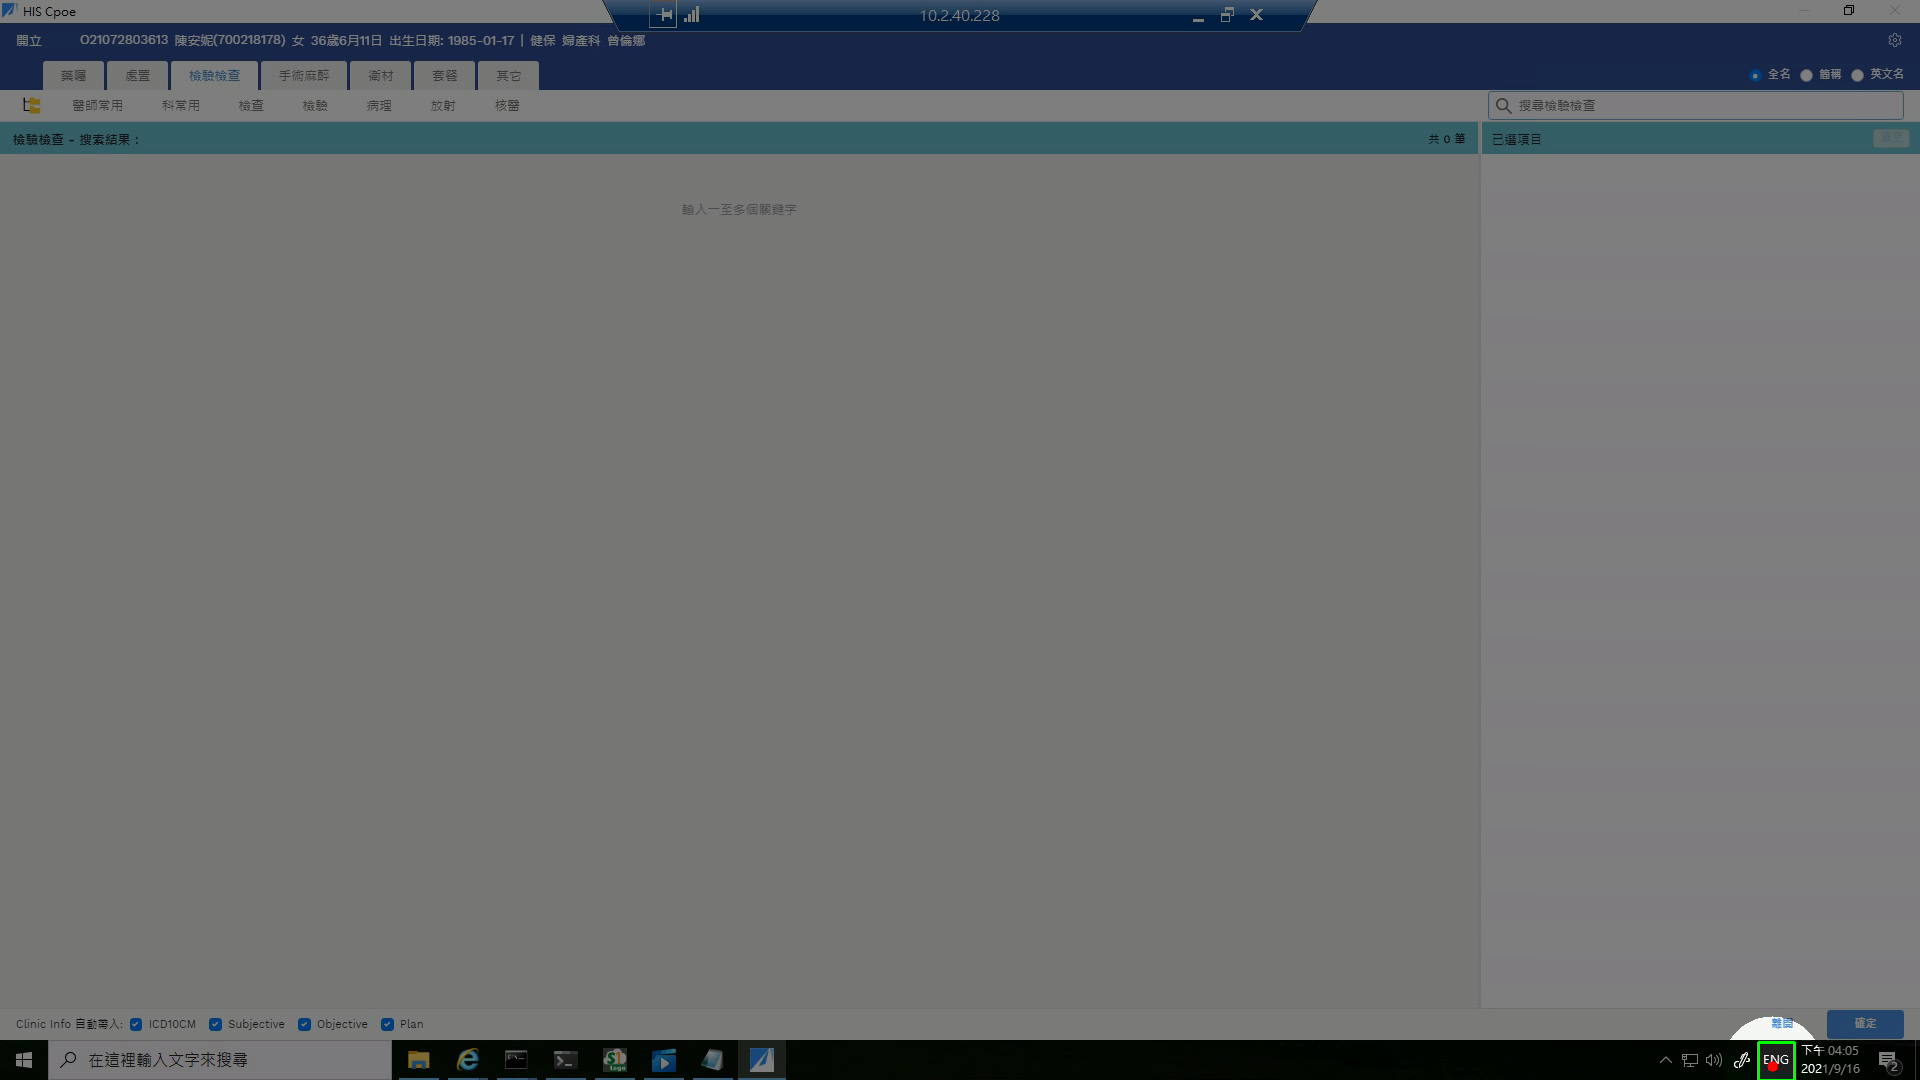 HIS Cpoe
10.2.40.228
開立 O21072803613 陳安妮(700218178) 女 36歲6月11日 出生日期: 1985-01-17 | 健保 婦產科 曾倫娜
藥囑 處置 檢驗檢查 手術麻醉 衛材 套餐 其它
全名 簡稱 英文名
醫師常用 科常用 檢查 檢驗 病理 放射 核醫
搜尋檢驗檢查
檢驗檢查 - 搜索結果 :
共 0 筆
已選項目
輸入一至多個關鍵字
Clinic Info 自動帶入: ICD10CM Subjective Objective Plan
離開 確定
在這裡輸入文字來搜尋
ENG
下午 04:05
2021/9/16
2